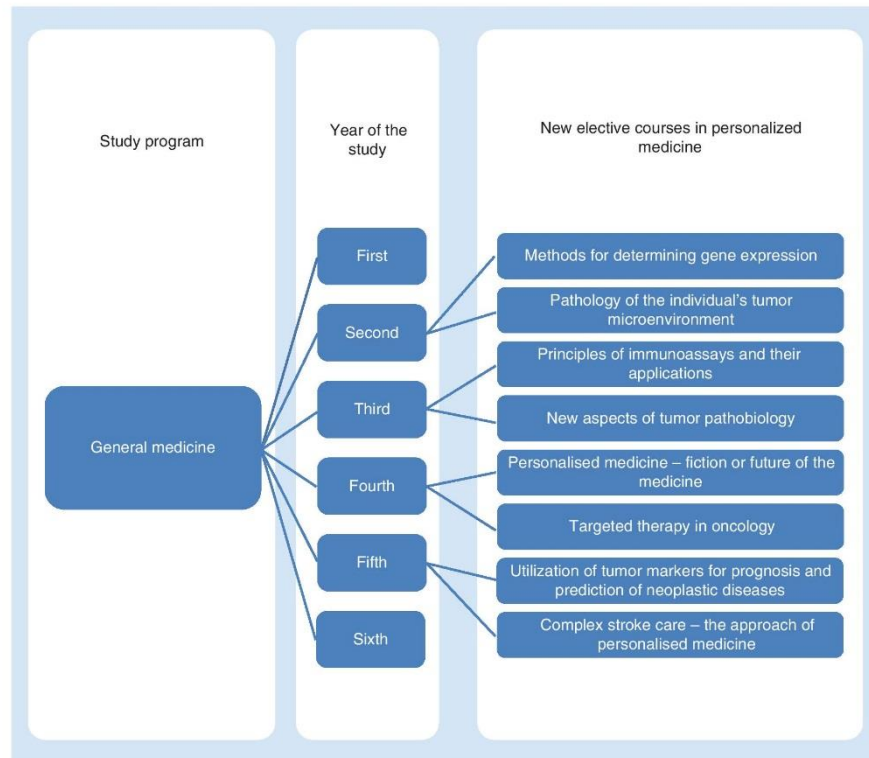 Study program
Year of the
study
New elective courses in personalized
medicine
General medicine
First
Second
Third
Fourth
Fifth
Sixth
Methods for determining gene expression
Pathology of the individual's tumor
microenvironment
Principles of immunoassays and their
applications
New aspects of tumor pathobiology
Personalised medicine – fiction or future of the
medicine
Targeted therapy in oncology
Utilization of tumor markers for prognosis and
prediction of neoplastic diseases
Complex stroke care – the approach of
personalised medicine